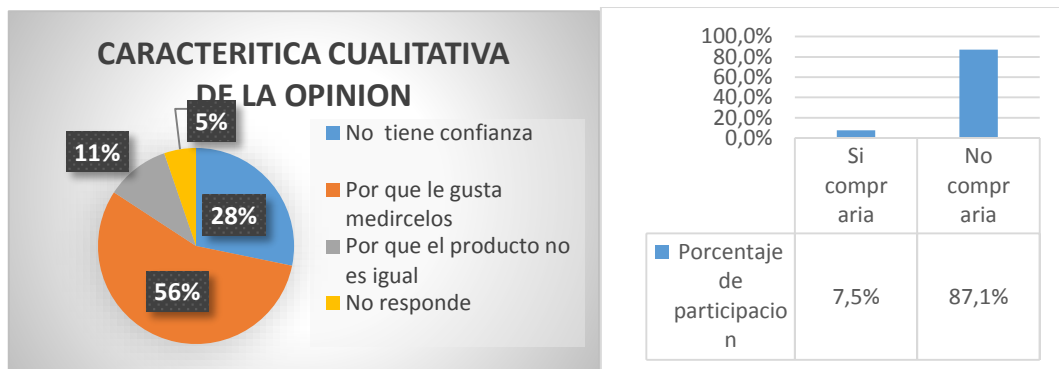 CARACTERITICA CUALITATIVA
DE LA OPINION
5%
11%
28%
56%
No tiene confianza
Por que le gusta
medircelos
Por que el producto no
es igual
No responde
100,0%
80,0%
60,0%
40,0%
20,0%
0,0%
Si
compr
aria
No
compr
aria
Porcentaje
de
participacio
n
7,5%
87,1%